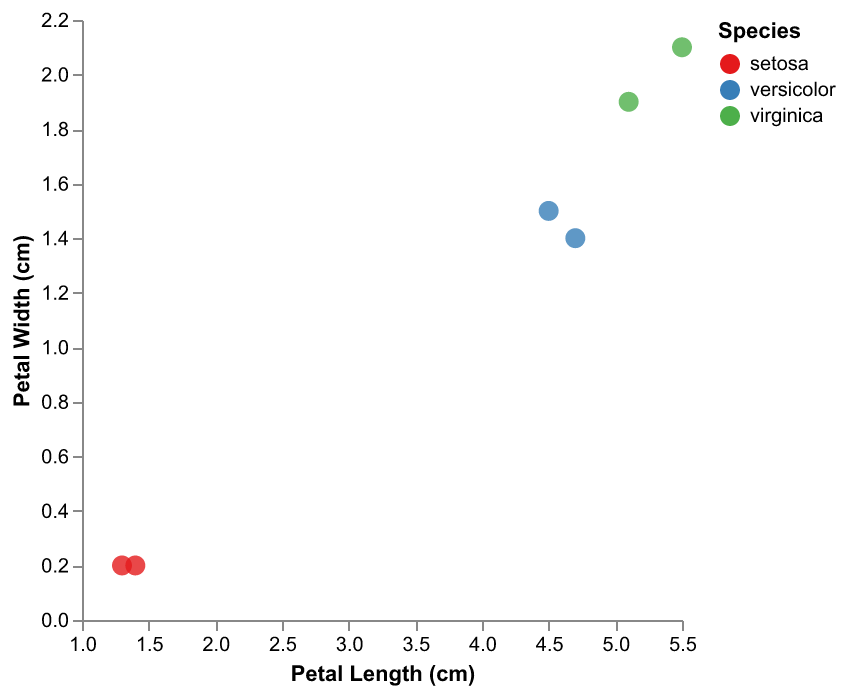 2.2
2.0
1.8
1.6
1.4
1.2
1.0
0.8
0.6
0.4
0.2
0.0
Petal Width (cm)
1.0 1.5 2.0 2.5 3.0 3.5 4.0 4.5 5.0 5.5
Petal Length (cm)
Species
setosa
versicolor
virginica